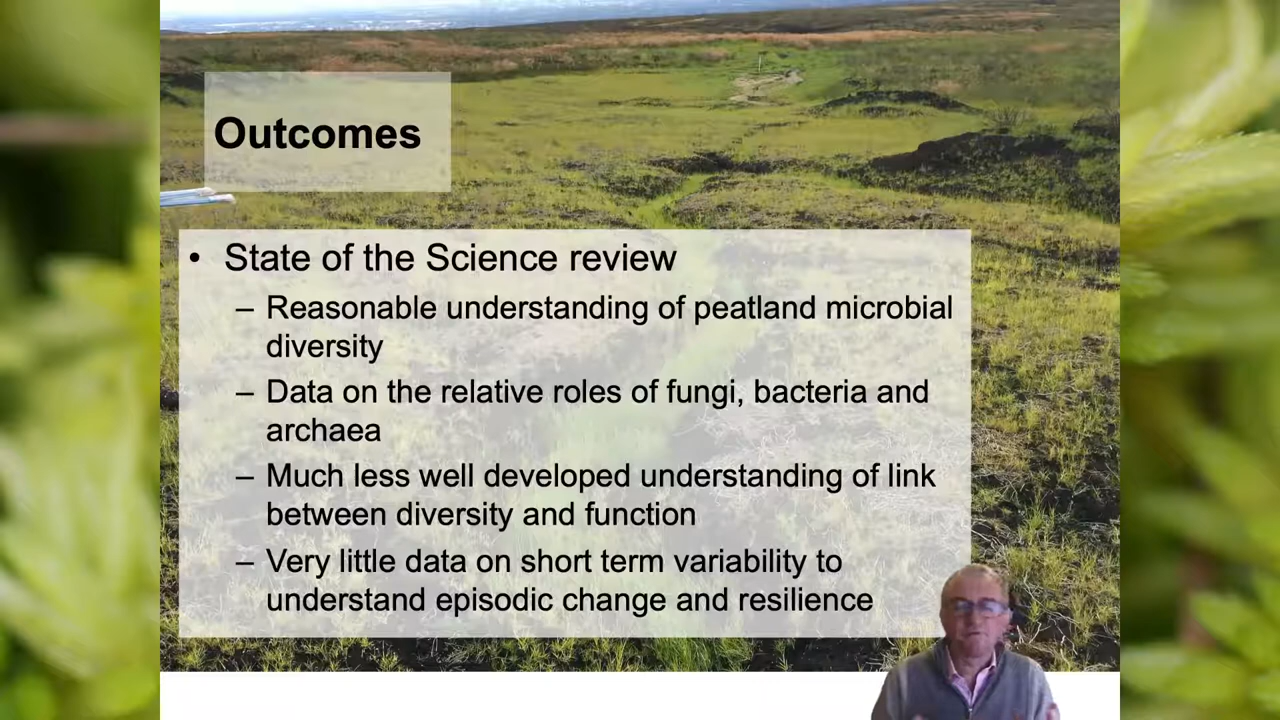 Outcomes
• State of the Science review
– Reasonable understanding of peatland microbial
diversity
– Data on the relative roles of fungi, bacteria and
archaea
– Much less well developed understanding of link
between diversity and function
– Very little data on short term variability to
understand episodic change and resilience